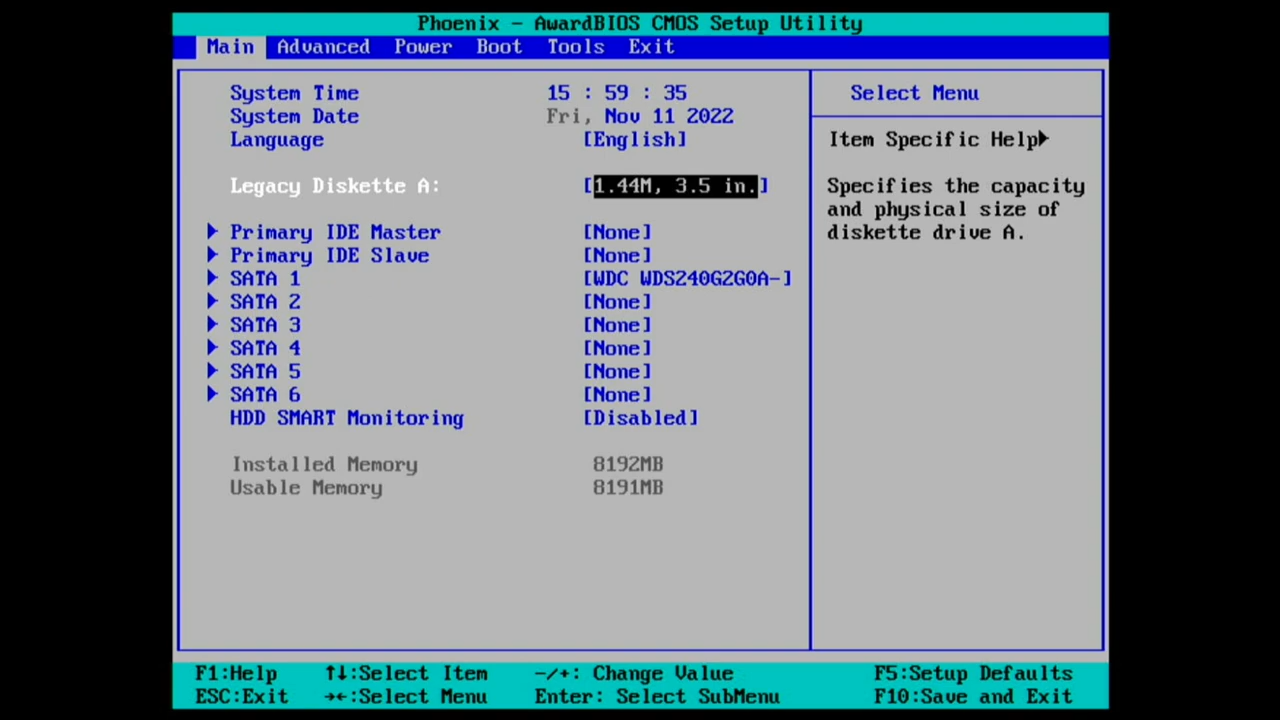 Phoenix - AwardBIOS CMOS Setup Utility
Main Advanced Power Boot Tools Exit
System Time 15 : 59 : 35
System Date Fri, Nov 11 2022
Language [English]
Legacy Diskette A: [1.44M, 3.5 in.]
Primary IDE Master [None]
Primary IDE Slave [None]
SATA 1 [WDC WDS240G2G0A-]
SATA 2 [None]
SATA 3 [None]
SATA 4 [None]
SATA 5 [None]
SATA 6 [None]
HDD SMART Monitoring [Disabled]
Installed Memory 8192MB
Usable Memory 8191MB
Select Menu
Item Specific Help
Specifies the capacity
and physical size of
diskette drive A.
F1:Help ↑↓:Select Item -/+: Change Value F5:Setup Defaults
ESC:Exit →←:Select Menu Enter: Select SubMenu F10:Save and Exit